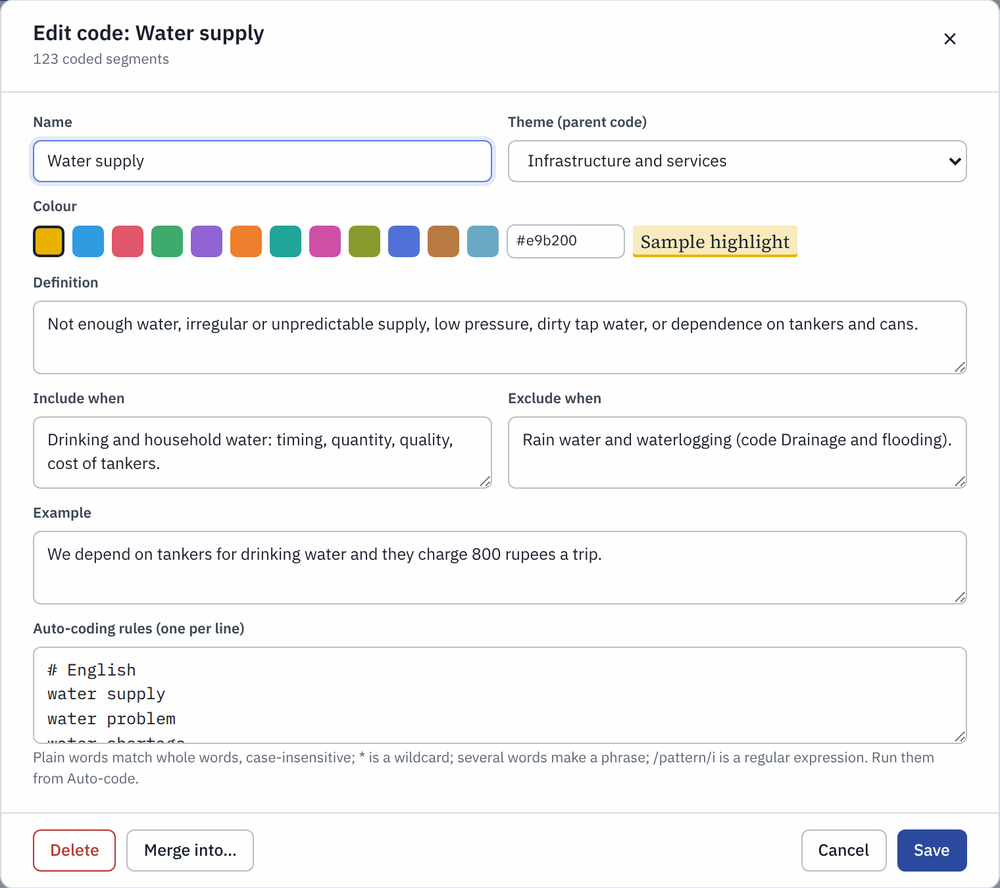 Edit code: Water supply
123 coded segments
Name
Water supply
Theme (parent code)
Infrastructure and services
Colour
#e9b200
Sample highlight
Definition
Not enough water, irregular or unpredictable supply, low pressure, dirty tap water, or dependence on tankers and cans.
Include when
Drinking and household water: timing, quantity, quality,
cost of tankers.
Exclude when
Rain water and waterlogging (code Drainage and flooding).
Example
We depend on tankers for drinking water and they charge 800 rupees a trip.
Auto-coding rules (one per line)
# English
water supply
water problem
water shortage
Plain words match whole words, case-insensitive; * is a wildcard; several words make a phrase; /pattern/i is a regular expression. Run them
from Auto-code.
Delete
Merge into...
Cancel
Save